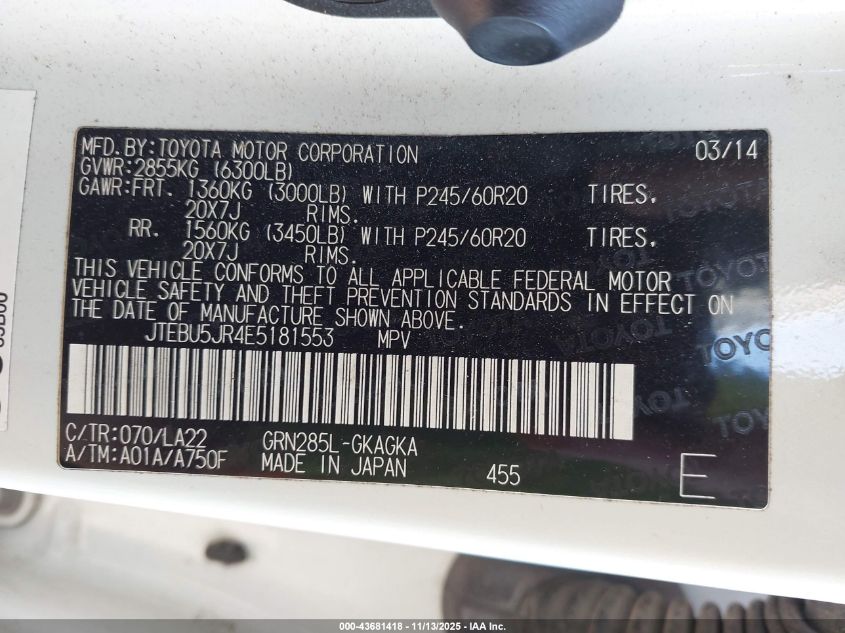 MFD.BY:TOYOTA MOTOR CORPORATION 03/14
GVWR:2855KG (6300LB)
GAWR:FRT. 1360KG (3000LB) WITH P245/60R20 TIRES.
20X7J RIMS.
RR. 1560KG (3450LB) WITH P245/60R20 TIRES.
20X7J RIMS.
THIS VEHICLE CONFORMS TO ALL APPLICABLE FEDERAL MOTOR
VEHICLE SAFETY AND THEFT PREVENTION STANDARDS IN EFFECT ON
THE DATE OF MANUFACTURE SHOWN ABOVE.
JTEBU5JR4E5181553 MPV
C/TR:070/LA22 GRN285L-GKAGKA
A/TM:A01A/A750F MADE IN JAPAN 455 E
000-43681418 - 11/13/2025 - IAA Inc.